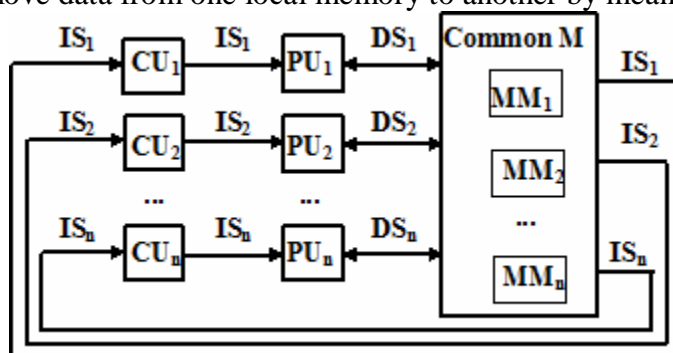 ove data from one local memory to another by mean
IS₁ IS₁ DS₁ Common M IS₁
CU₁ PU₁
MM₁
IS₂ IS₂ DS₂ IS₂
CU₂ PU₂
MM₂
... ... ...
ISₙ ISₙ DSₙ ISₙ
CUₙ PUₙ
MMₙ